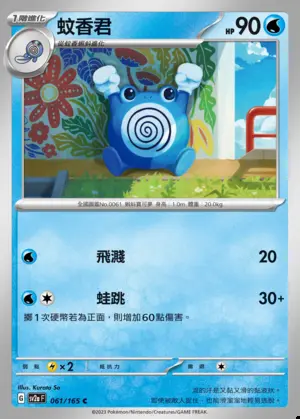 1階進化
蚊香君
HP 90
從蚊香蝌蚪進化
全國圖鑑No.0061 蝌蚪寶可夢 身高:1.0m 體重:20.0kg
飛濺 20
蛙跳 30+
擲1次硬幣若為正面,則增加60點傷害。
弱點 ×2 抵抗力 撤退
Illus. Kurata So
G sv2a F 061/165 C
©2023 Pokémon/Nintendo/Creatures/GAME FREAK.